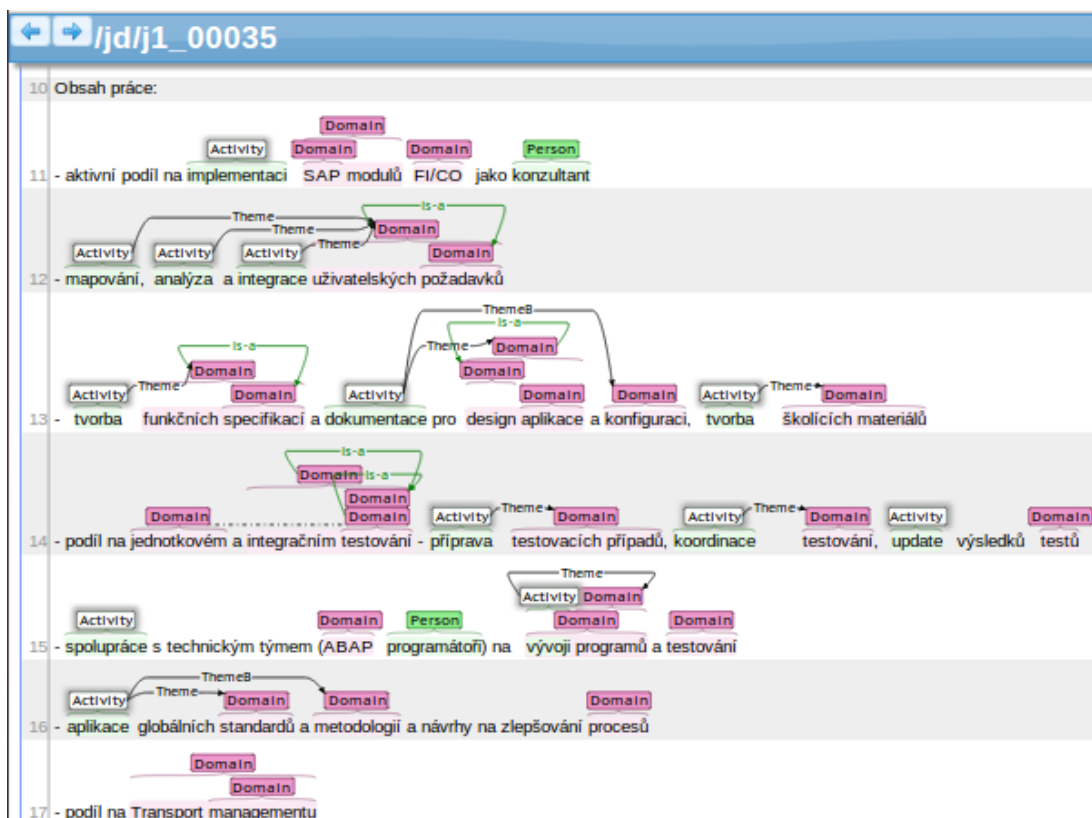 /jd/j1_00035
10 Obsah práce:
Domain
Activity Domain Domain Person
11 - aktivní podíl na implementaci SAP modulů FI/CO jako konzultant
Is-a
Theme Theme Domain
Activity Activity Activity Theme Domain
12 - mapování, analýza a integrace uživatelských požadavků
ThemeB
Is-a
Is-a Theme Domain
Domain Domain
Activity Theme Domain Activity Domain Domain Activity Theme Domain
13 - tvorba funkčních specifikací a dokumentace pro design aplikace a konfiguraci, tvorba školících materiálů
Is-a
Domain Is-a
Domain
Domain Domain Activity Theme Domain Activity Theme Domain Activity Domain
14 - podíl na jednotkovém a integračním testování - příprava testovacích případů, koordinace testování, update výsledků testů
Theme
Activity Domain
Activity Domain Person Domain Domain
15 - spolupráce s technickým týmem (ABAP programátoři) na vývoji programů a testování
ThemeB
Activity Theme Domain Domain Domain
16 - aplikace globálních standardů a metodologií a návrhy na zlepšování procesů
Domain
Domain
17 - podíl na Transport managementu